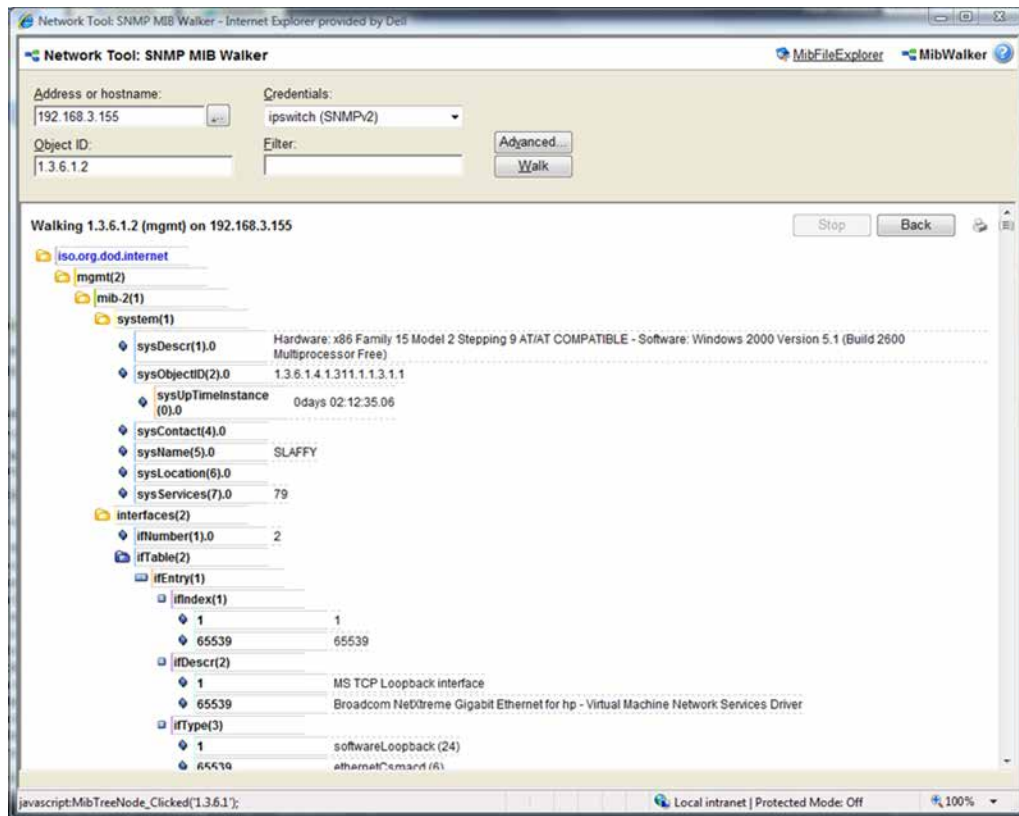 Network Tool: SNMP MIB Walker - Internet Explorer provided by Dell
Network Tool: SNMP MIB Walker
MibFileExplorer MibWalker
Address or hostname: Credentials:
192.168.3.155 ... ipswitch (SNMPv2)
Object ID: Filter: Advanced...
1.3.6.1.2 Walk
Walking 1.3.6.1.2 (mgmt) on 192.168.3.155 Stop Back
iso.org.dod.internet
mgmt(2)
mib-2(1)
system(1)
sysDescr(1).0 Hardware: x86 Family 15 Model 2 Stepping 9 AT/AT COMPATIBLE - Software: Windows 2000 Version 5.1 (Build 2600
Multiprocessor Free)
sysObjectID(2).0 1.3.6.1.4.1.311.1.1.3.1.1
sysUpTimeInstance
(0).0 0days 02:12:35.06
sysContact(4).0
sysName(5).0 SLAFFY
sysLocation(6).0
sysServices(7).0 79
interfaces(2)
ifNumber(1).0 2
ifTable(2)
ifEntry(1)
ifIndex(1)
1 1
65539 65539
ifDescr(2)
1 MS TCP Loopback interface
65539 Broadcom NetXtreme Gigabit Ethernet for hp - Virtual Machine Network Services Driver
ifType(3)
1 softwareLoopback (24)
65539 ethernetCsmacd (6)
javascript:MibTreeNode_Clicked('1.3.6.1'); Local intranet | Protected Mode: Off 100%